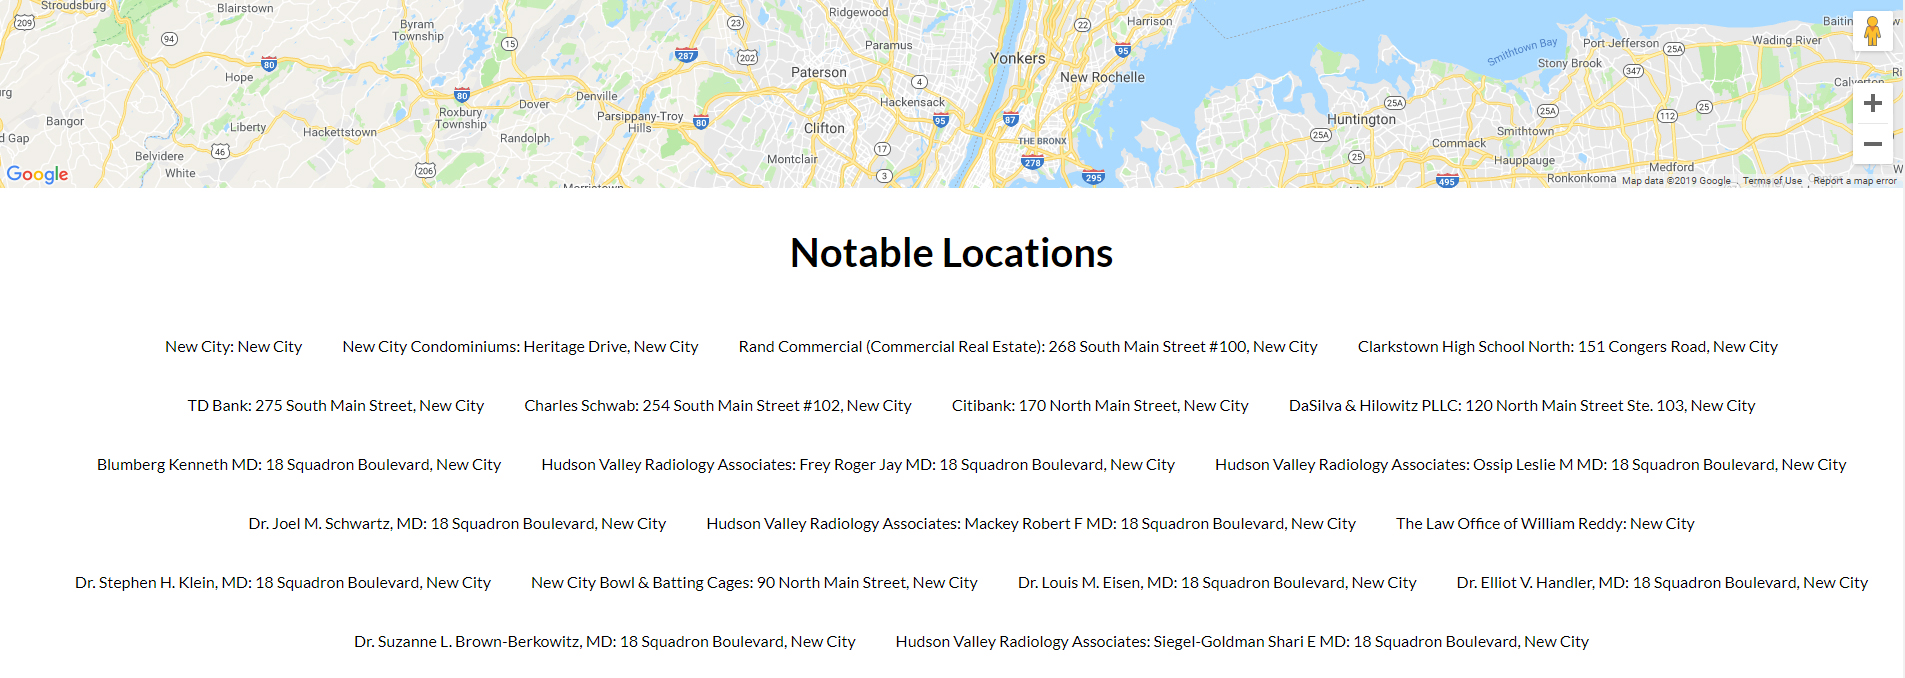 Stroudsburg
Blairstown
Ridgewood
Harrison
Baitin
209
94
Byram
Township
15
23
202
287
Paramus
22
95
Yonkers
Smithtown Bay
Port Jefferson
25A
Wading River
Hope
80
Paterson
New Rochelle
Stony Brook
347
Calverton
Ri
rg
80
Dover
Denville
4
Hackensack
Bangor
Roxbury
Township
Parsippany-Troy
Hills
80
95
87
25A
Huntington
25A
112
25
d Gap
Liberty
Hackettstown
Randolph
Clifton
THE BRONX
25A
Smithtown
Belvidere
46
Montclair
17
278
25
Commack
Hauppauge
Medford
White
206
3
295
495
Ronkonkoma
W
Google
Morristown
Map data ©2019 Google
Terms of Use
Report a map error
Notable Locations
New City: New City
New City Condominiums: Heritage Drive, New City
Rand Commercial (Commercial Real Estate): 268 South Main Street #100, New City
Clarkstown High School North: 151 Congers Road, New City
TD Bank: 275 South Main Street, New City
Charles Schwab: 254 South Main Street #102, New City
Citibank: 170 North Main Street, New City
DaSilva & Hilowitz PLLC: 120 North Main Street Ste. 103, New City
Blumberg Kenneth MD: 18 Squadron Boulevard, New City
Hudson Valley Radiology Associates: Frey Roger Jay MD: 18 Squadron Boulevard, New City
Hudson Valley Radiology Associates: Ossip Leslie M MD: 18 Squadron Boulevard, New City
Dr. Joel M. Schwartz, MD: 18 Squadron Boulevard, New City
Hudson Valley Radiology Associates: Mackey Robert F MD: 18 Squadron Boulevard, New City
The Law Office of William Reddy: New City
Dr. Stephen H. Klein, MD: 18 Squadron Boulevard, New City
New City Bowl & Batting Cages: 90 North Main Street, New City
Dr. Louis M. Eisen, MD: 18 Squadron Boulevard, New City
Dr. Elliot V. Handler, MD: 18 Squadron Boulevard, New City
Dr. Suzanne L. Brown-Berkowitz, MD: 18 Squadron Boulevard, New City
Hudson Valley Radiology Associates: Siegel-Goldman Shari E MD: 18 Squadron Boulevard, New City